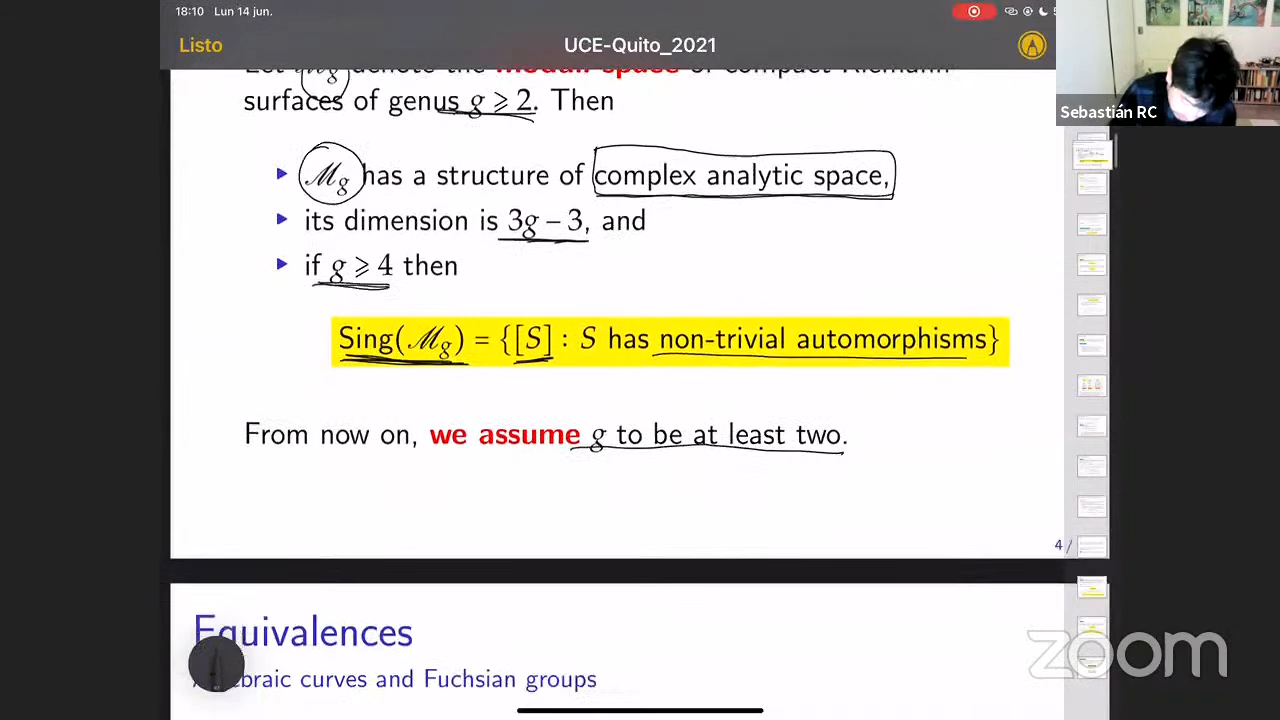 18:10 Lun 14 jun.
Listo
UCE-Quito_2021
Sebastián RC
surfaces of genus g ⩾ 2. Then
ℳg has a structure of complex analytic space,
its dimension is 3g – 3, and
if g ⩾ 4 then
Sing(ℳg) = {[S] : S has non-trivial automorphisms}
From now on, we assume g to be at least two.
4 /
Equivalences
Algebraic curves and Fuchsian groups
zoom